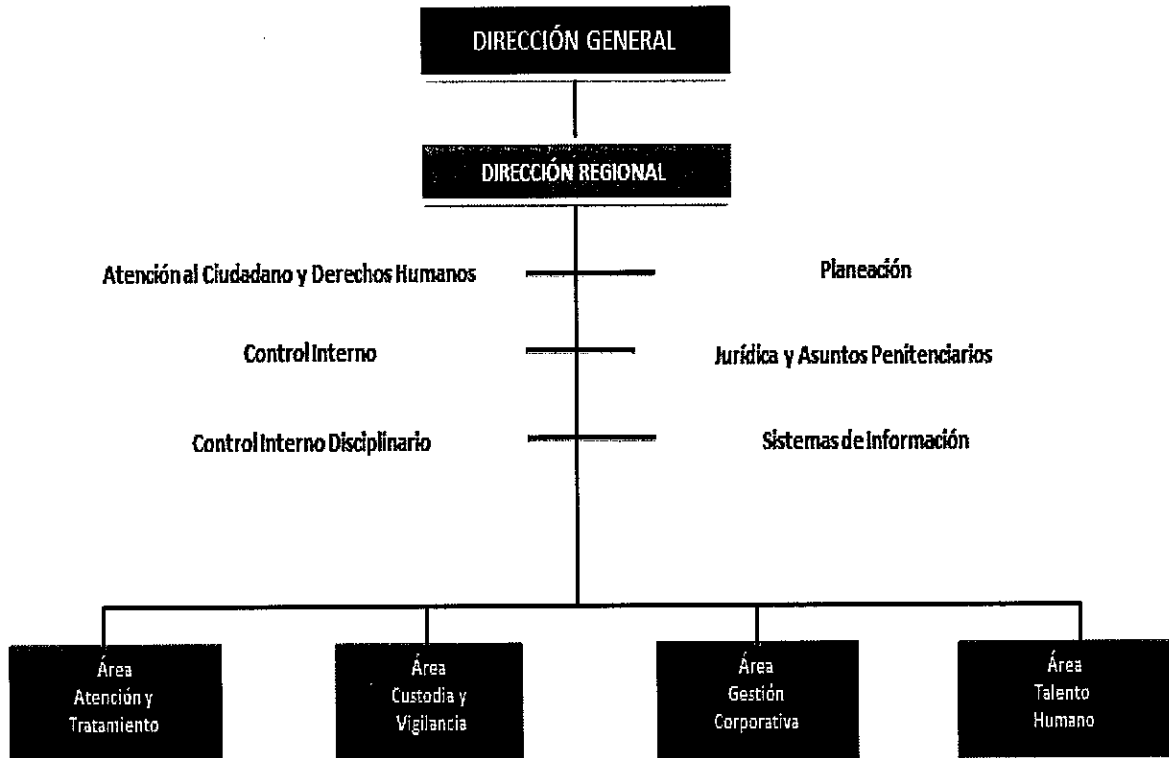 DIRECCIÓN GENERAL
DIRECCIÓN REGIONAL
Atención al Ciudadano y Derechos Humanos
Planeación
Control Interno
Jurídica y Asuntos Penitenciarios
Control Interno Disciplinario
Sistemas de Información
Área
Atención y
Tratamiento
Área
Custodia y
Vigilancia
Área
Gestión
Corporativa
Área
Talento
Humano